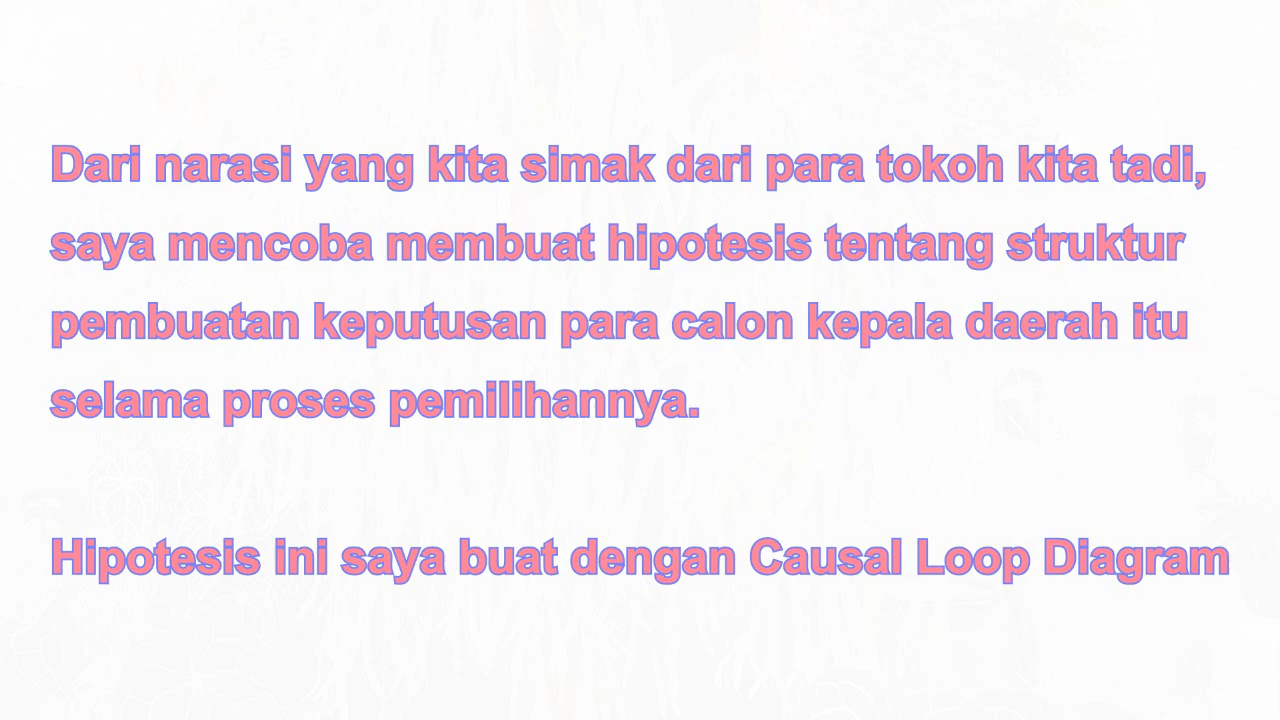 Dari narasi yang kita simak dari para tokoh kita tadi,
saya mencoba membuat hipotesis tentang struktur
pembuatan keputusan para calon kepala daerah itu
selama proses pemilihannya.
Hipotesis ini saya buat dengan Causal Loop Diagram